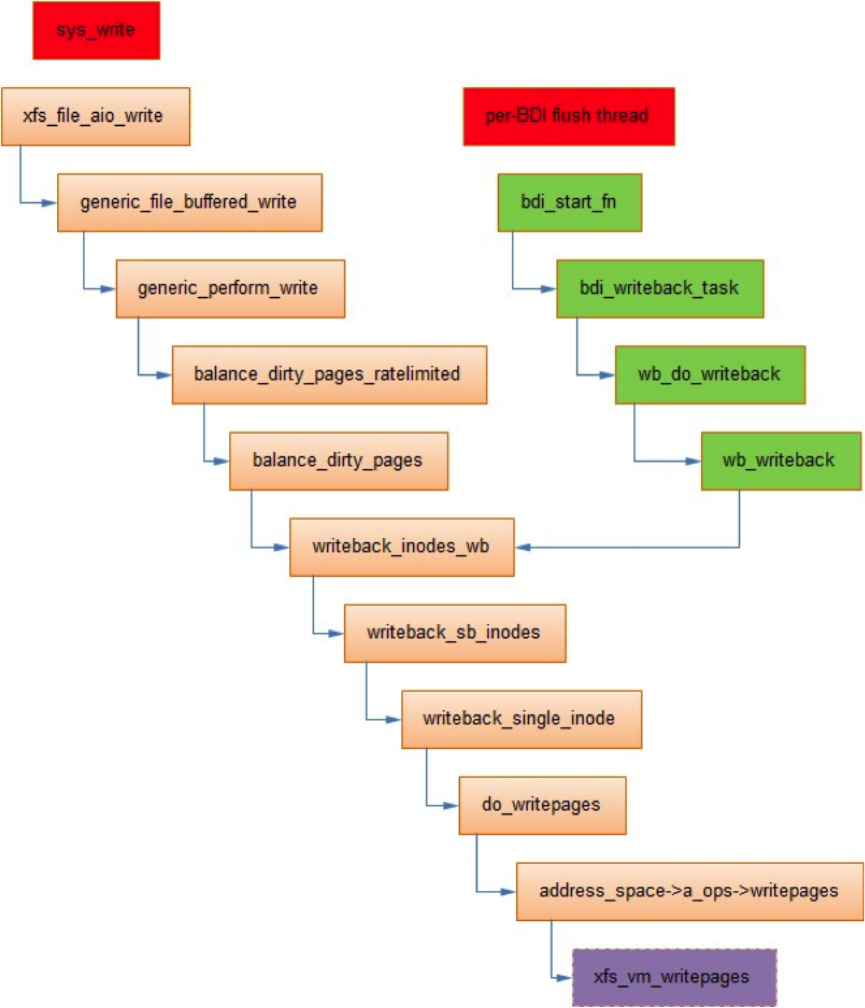 sys_write
xfs_file_aio_write
per-BDI flush thread
generic_file_buffered_write
bdi_start_fn
generic_perform_write
bdi_writeback_task
balance_dirty_pages_ratelimited
wb_do_writeback
balance_dirty_pages
wb_writeback
writeback_inodes_wb
writeback_sb_inodes
writeback_single_inode
do_writepages
address_space->a_ops->writepages
xfs_vm_writepages